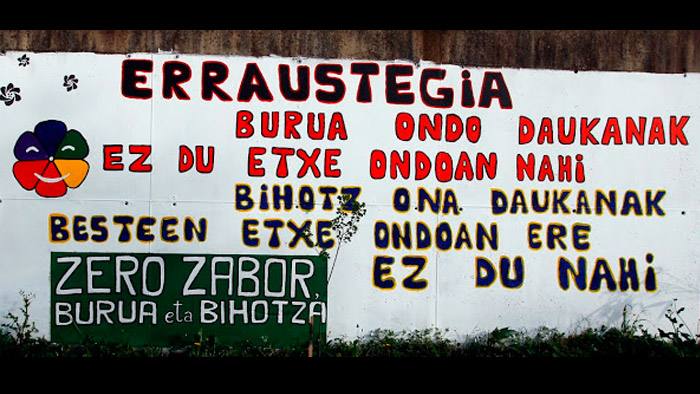 ERRAUSTEGiA
BURUA ONDO DAUKANAK
EZ DU ETXE ONDOAN NAHi
BiHOTZ ONA DAUKANAK
BESTEEN ETXE ONDOAN ERE
EZ DU NAHi
ZERO ZABOR,
BURUA eta BIHOTZA